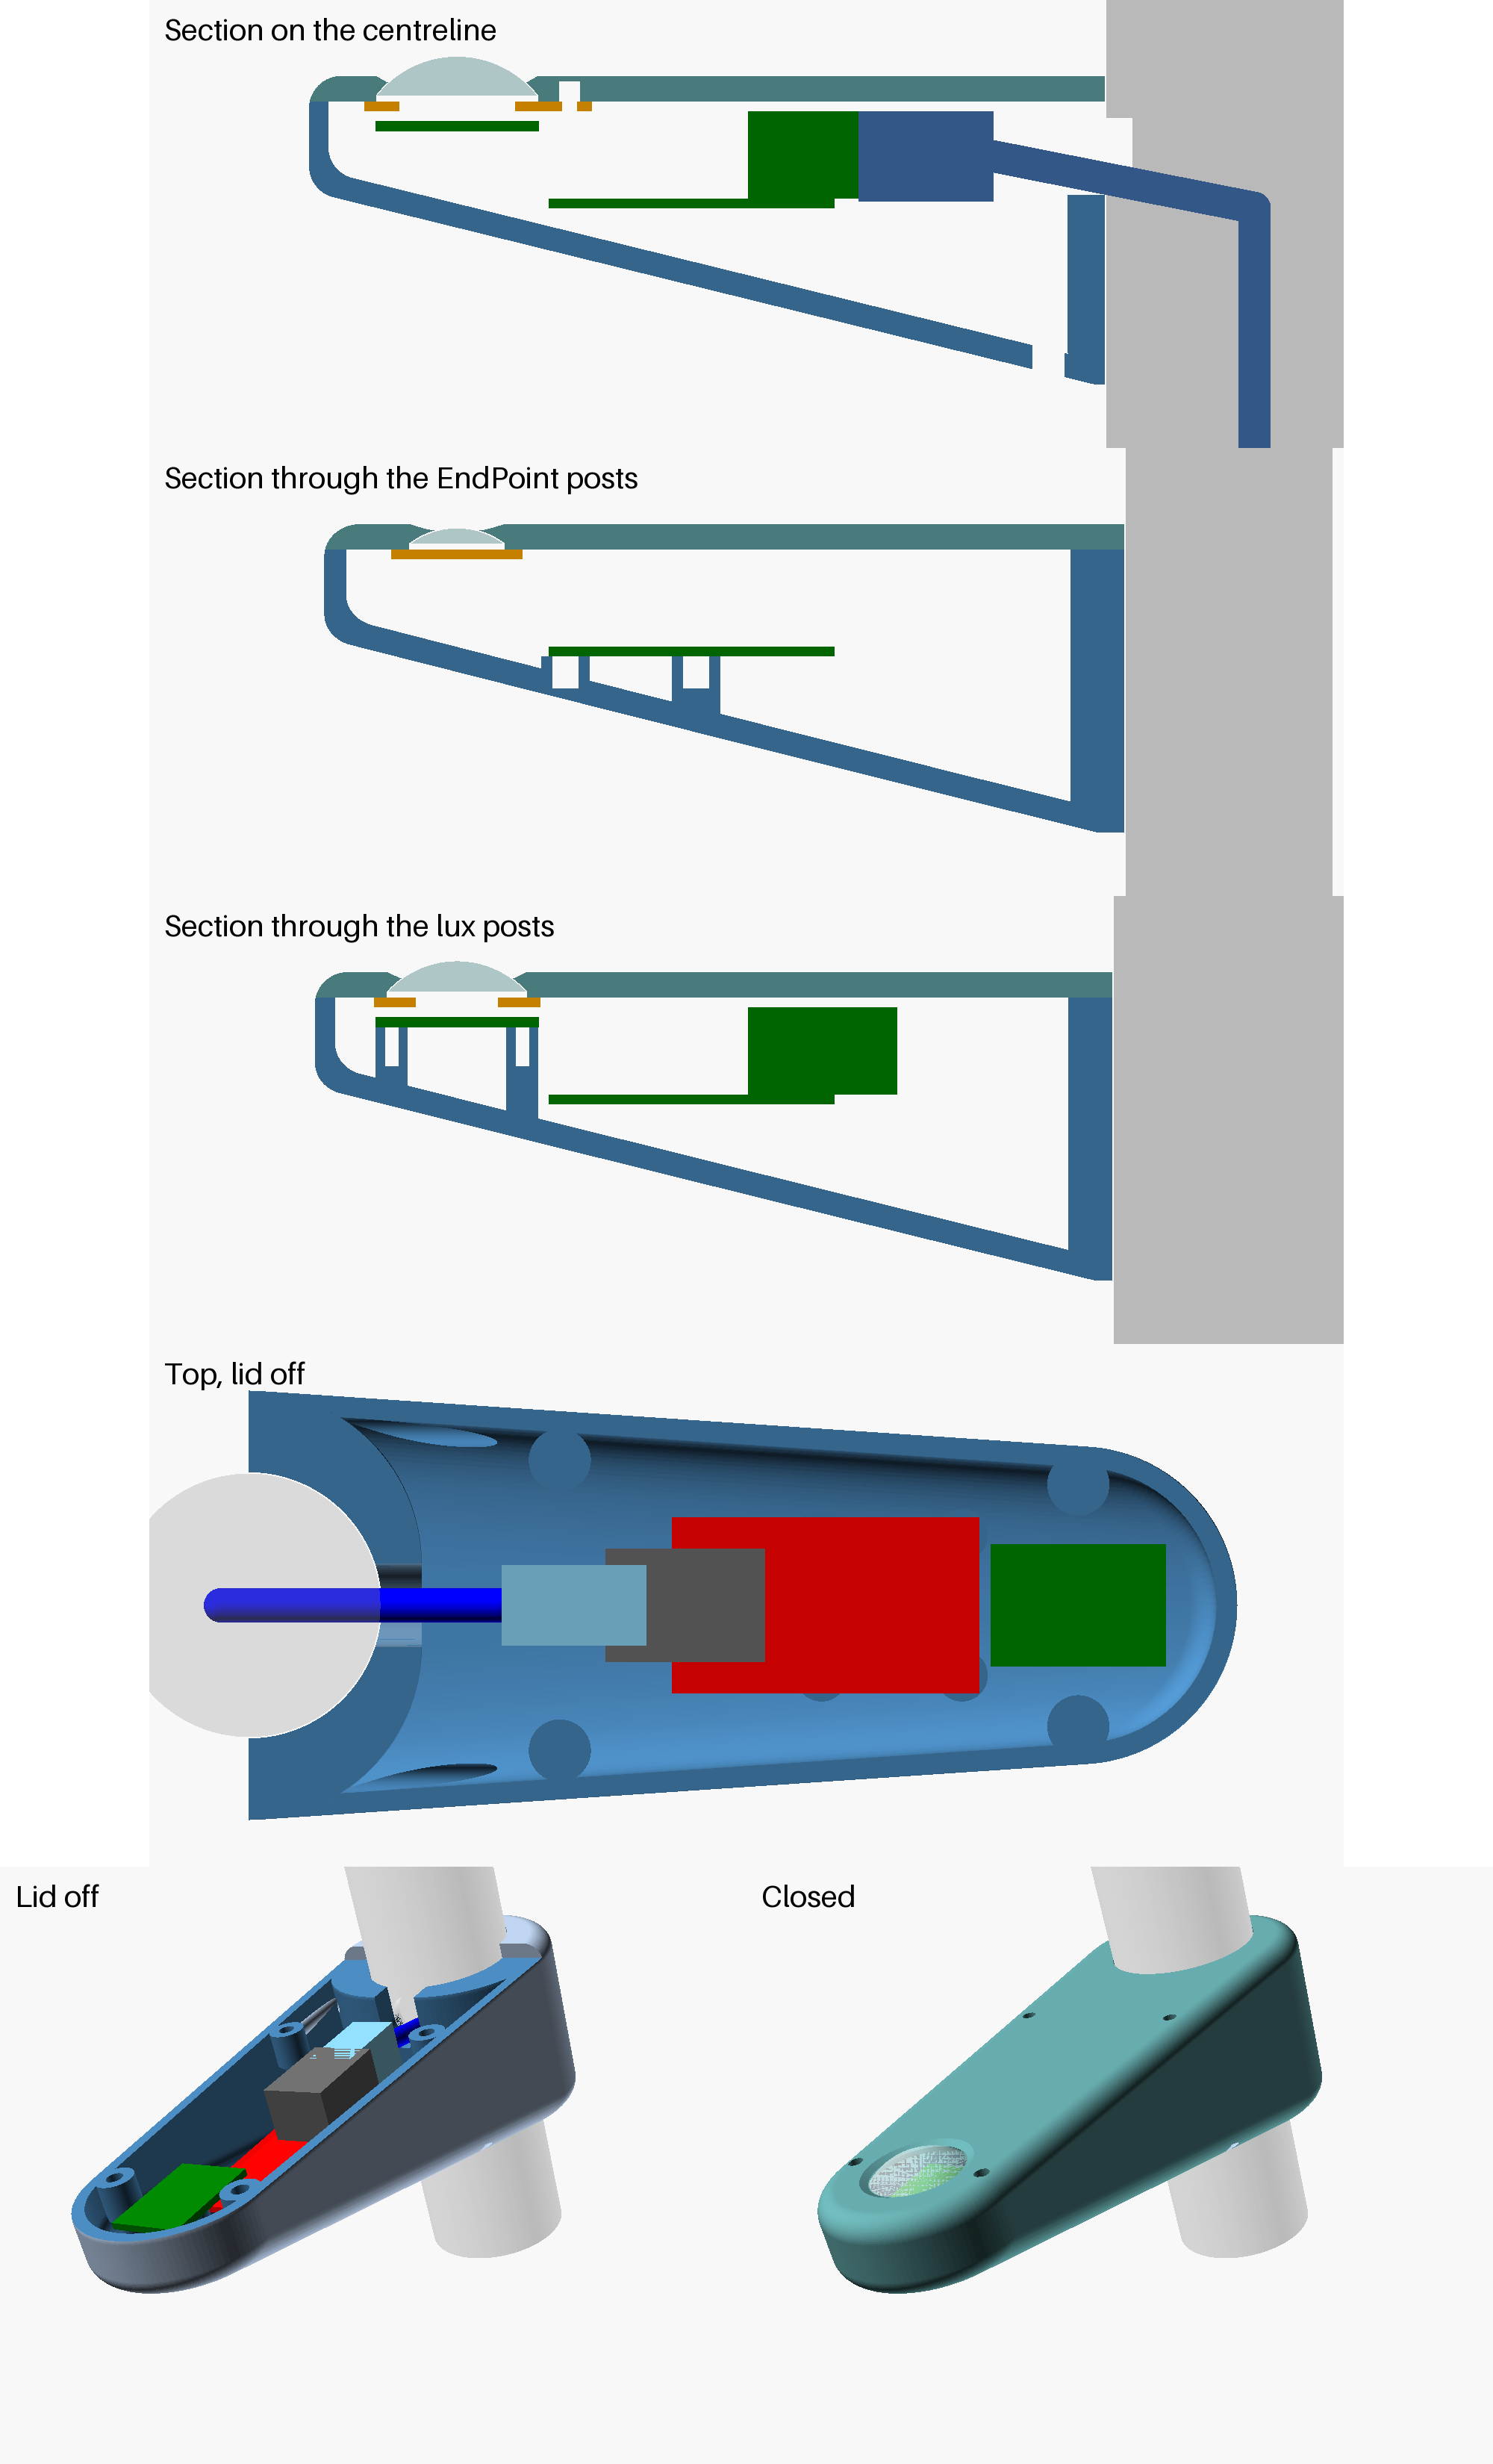 Section on the centreline
Section through the EndPoint posts
Section through the lux posts
Top, lid off
Lid off
Closed